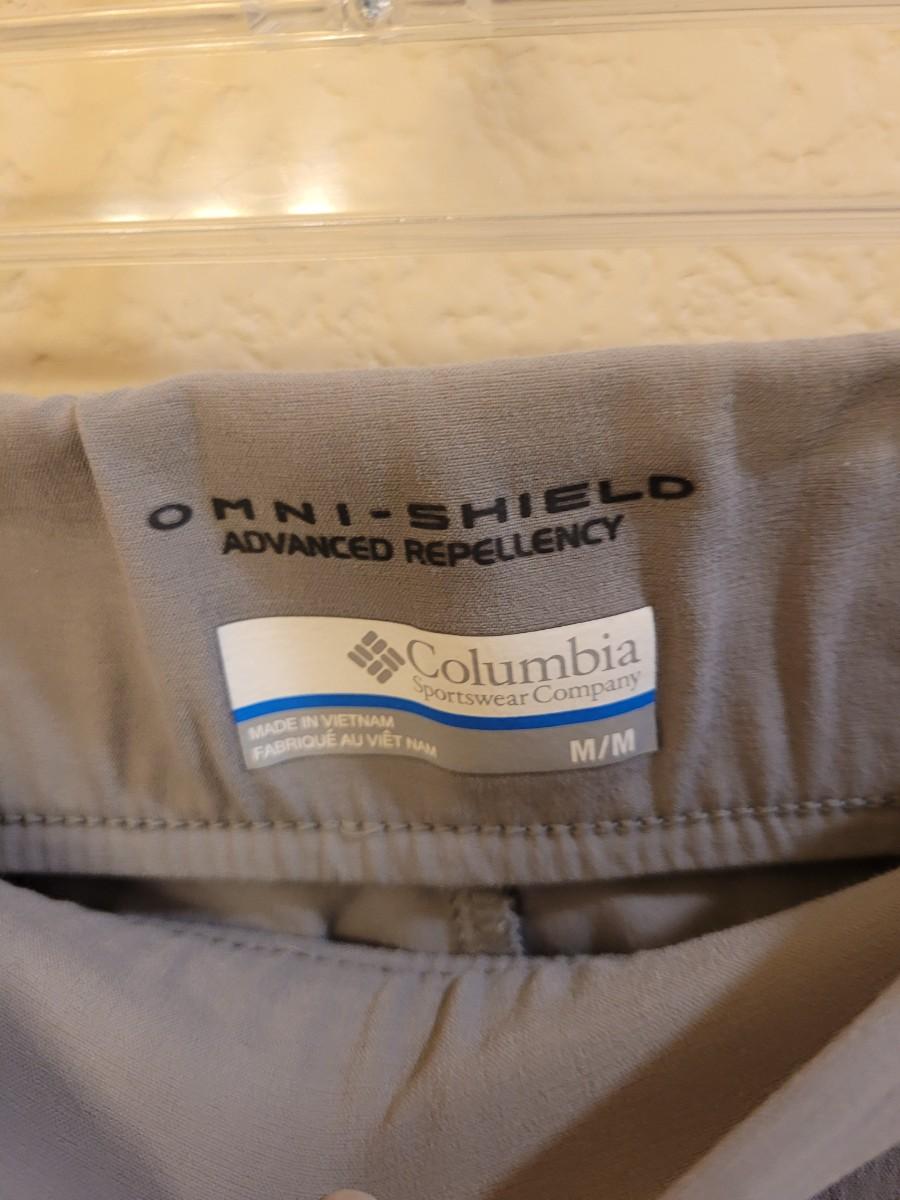 OMNI-SHIELD
ADVANCED REPELLENCY
Columbia
Sportswear Company
MADE IN VIETNAM
FABRIQUÉ AU VIÊT NAM
M/M